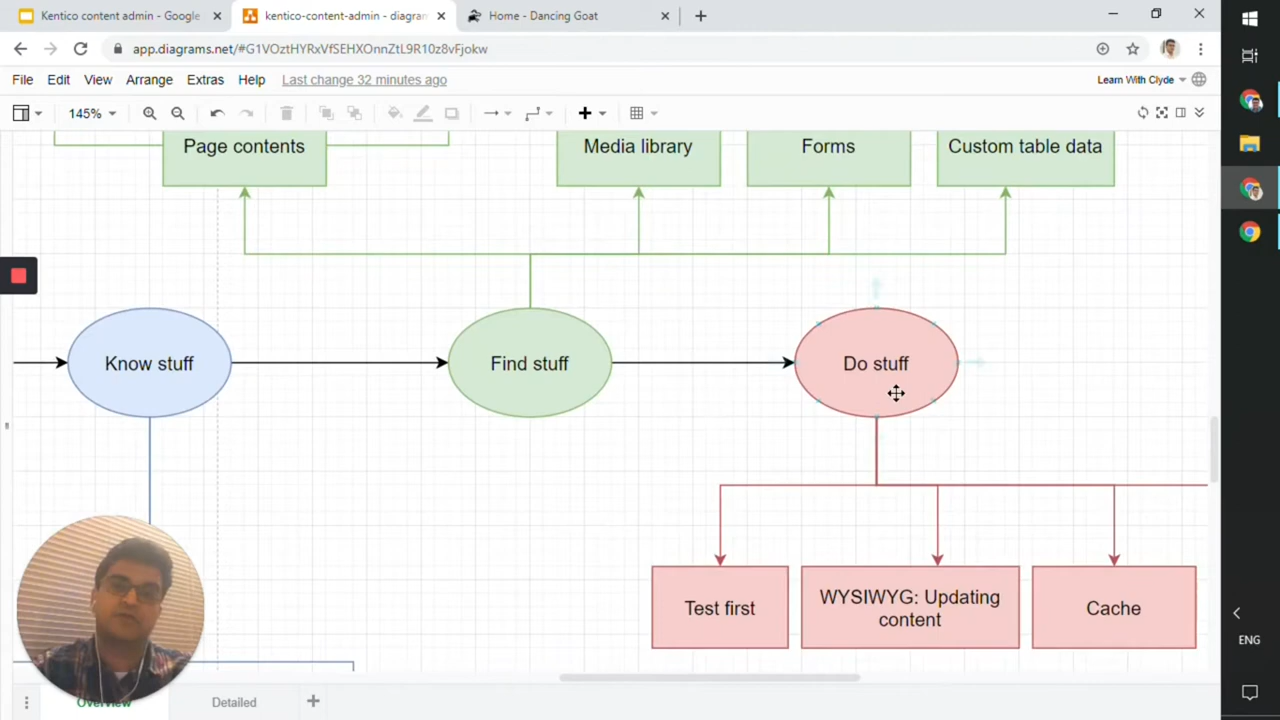 Kentico content admin - Google
kentico-content-admin - diagran
Home - Dancing Goat
app.diagrams.net/#G1VOztHYRxVfSEHXOnnZtL9R10z8vFjokw
File Edit View Arrange Extras Help Last change 32 minutes ago
Learn With Clyde
145%
Page contents
Media library
Forms
Custom table data
Know stuff
Find stuff
Do stuff
Test first
WYSIWYG: Updating
content
Cache
ENG
Overview
Detailed